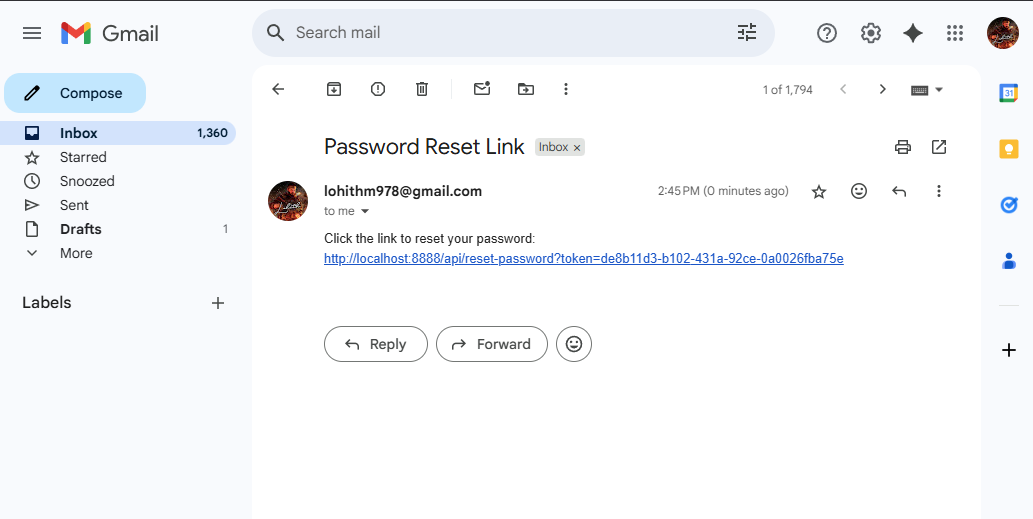 Gmail
Search mail
Compose
1 of 1,794
Inbox 1,360
Starred
Snoozed
Sent
Drafts 1
More
Labels
Password Reset Link Inbox ×
lohithm978@gmail.com 2:45 PM (0 minutes ago)
to me
Click the link to reset your password:
http://localhost:8888/api/reset-password?token=de8b11d3-b102-431a-92ce-0a0026fba75e
Reply Forward
31